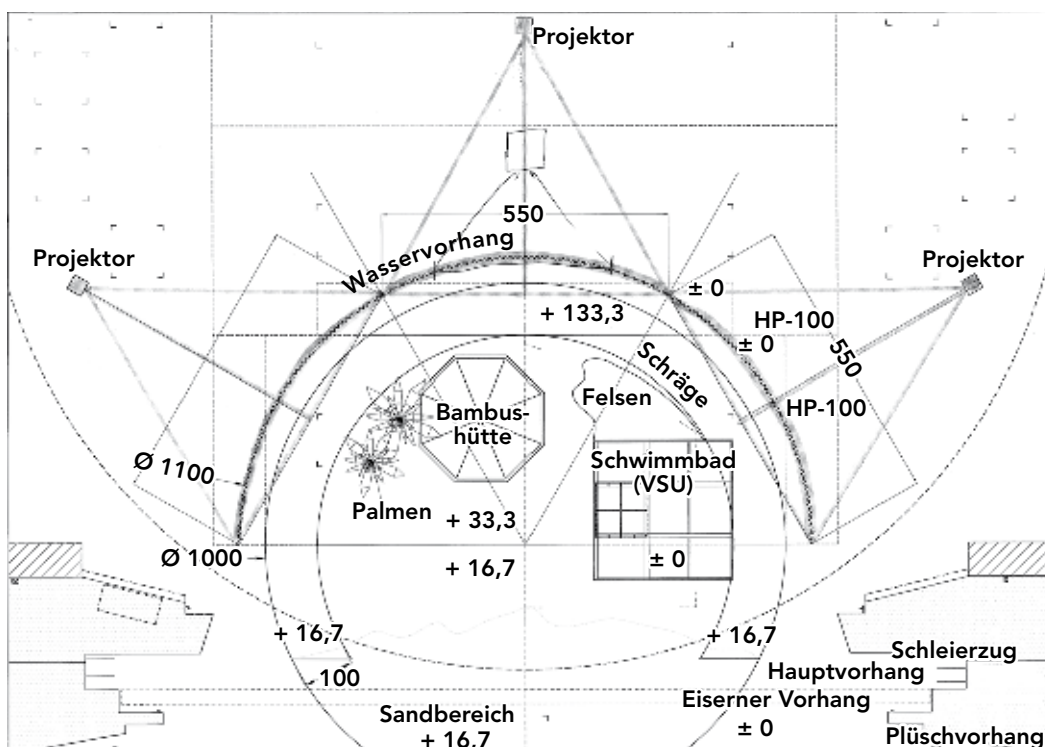 Projektor
550
Wasservorhang
Projektor
Projektor
± 0
+ 133,3
HP-100
± 0
550
Schräge
Felsen
HP-100
Bambus-
hütte
Schwimmbad
(VSU)
Ø 1100
Palmen
+ 33,3
Ø 1000
+ 16,7
± 0
+ 16,7
+ 16,7
Schleierzug
100
Hauptvorhang
Eiserner Vorhang
Sandbereich
+ 16,7
± 0
Plüschvorhang